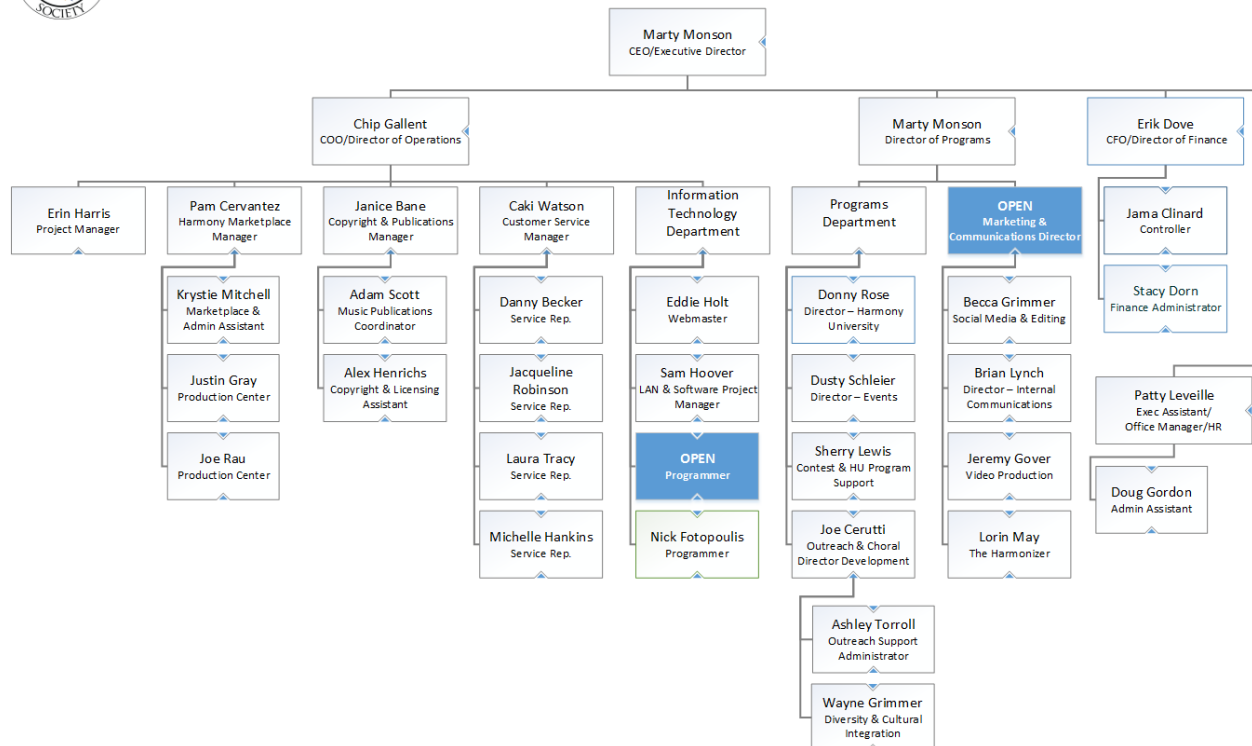 SOCIETY
Marty Monson
CEO/Executive Director
Chip Gallent
COO/Director of Operations
Marty Monson
Director of Programs
Erik Dove
CFO/Director of Finance
Erin Harris
Project Manager
Pam Cervantez
Harmony Marketplace
Manager
Janice Bane
Copyright & Publications
Manager
Caki Watson
Customer Service
Manager
Information
Technology
Department
Programs
Department
OPEN
Marketing &
Communications Director
Jama Clinard
Controller
Stacy Dorn
Finance Administrator
Krystie Mitchell
Marketplace &
Admin Assistant
Justin Gray
Production Center
Joe Rau
Production Center
Adam Scott
Music Publications
Coordinator
Alex Henrichs
Copyright & Licensing
Assistant
Danny Becker
Service Rep.
Jacqueline
Robinson
Service Rep.
Laura Tracy
Service Rep.
Michelle Hankins
Service Rep.
Eddie Holt
Webmaster
Sam Hoover
LAN & Software Project
Manager
OPEN
Programmer
Nick Fotopoulis
Programmer
Donny Rose
Director – Harmony
University
Dusty Schleier
Director – Events
Sherry Lewis
Contest & HU Program
Support
Joe Cerutti
Outreach & Choral
Director Development
Ashley Torroll
Outreach Support
Administrator
Wayne Grimmer
Diversity & Cultural
Integration
Becca Grimmer
Social Media & Editing
Brian Lynch
Director – Internal
Communications
Jeremy Gover
Video Production
Lorin May
The Harmonizer
Patty Leveille
Exec Assistant/
Office Manager/HR
Doug Gordon
Admin Assistant